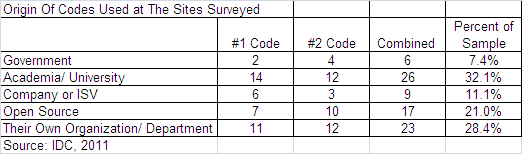 Origin Of Codes Used at The Sites Surveyed
#1 Code #2 Code Combined Percent of Sample
Government 2 4 6 7.4%
Academia/ University 14 12 26 32.1%
Company or ISV 6 3 9 11.1%
Open Source 7 10 17 21.0%
Their Own Organization/ Department 11 12 23 28.4%
Source: IDC, 2011